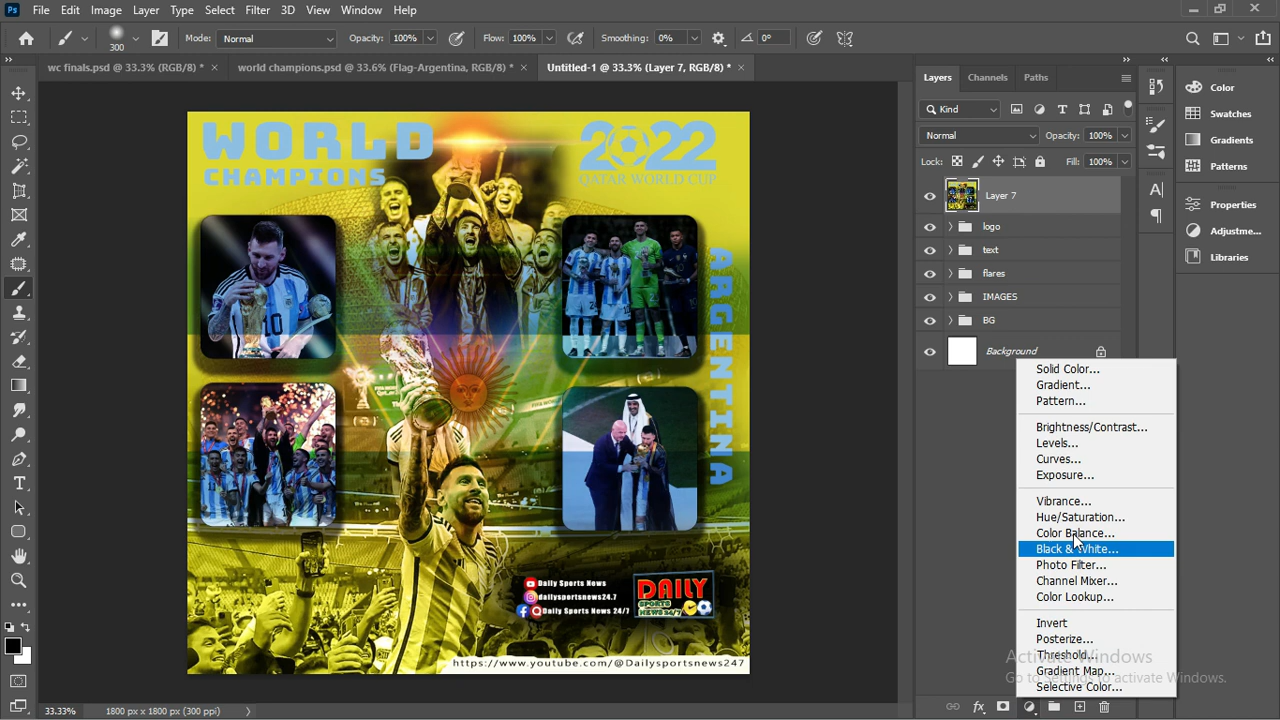 Ps File Edit Image Layer Type Select Filter 3D View Window Help
300 Mode: Normal Opacity: 100% Flow: 100% Smoothing: 0% 0°
wc finals.psd @ 33.3% (RGB/8) * × world champions.psd @ 33.6% (Flag-Argentina, RGB/8) * × Untitled-1 @ 33.3% (Layer 7, RGB/8) * ×
Layers Channels Paths
Kind
Normal Opacity: 100%
Lock: Fill: 100%
Layer 7
logo
text
flares
IMAGES
BG
Background
Color
Swatches
Gradients
Patterns
Properties
Adjustme...
Libraries
WORLD
CHAMPIONS
2022
QATAR WORLD CUP
ARGENTINA
10
Daily Sports News
dailysportsnews24.7
Daily Sports News 24/7
DAILY
SPORTS
NEWS 24/7
https://www.youtube.com/@Dailysportsnews247
Solid Color...
Gradient...
Pattern...
Brightness/Contrast...
Levels...
Curves...
Exposure...
Vibrance...
Hue/Saturation...
Color Balance...
Black & White...
Photo Filter...
Channel Mixer...
Color Lookup...
Invert
Posterize...
Threshold...
Gradient Map...
Selective Color...
Activate Windows
Go to Settings to activate Windows.
33.33% 1800 px x 1800 px (300 ppi)